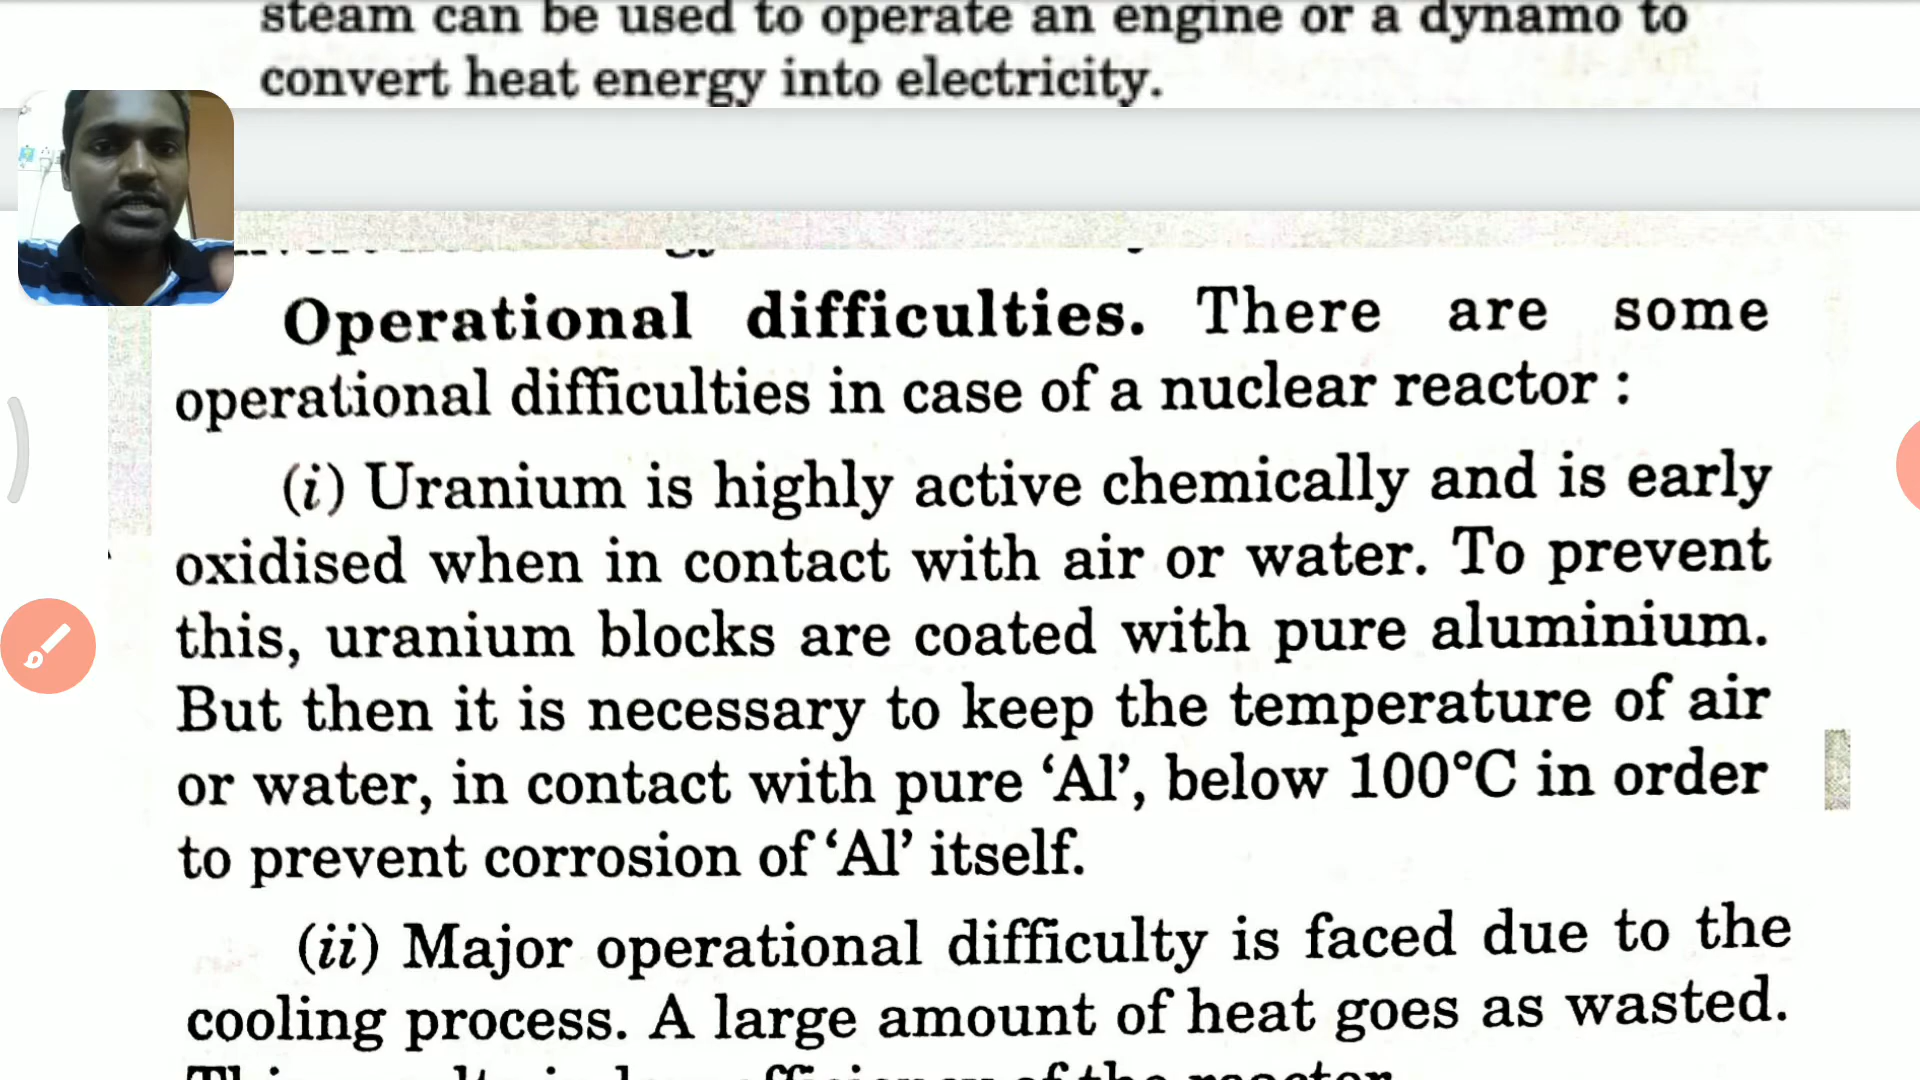 steam can be used to operate an engine or a dynamo to
convert heat energy into electricity.
Operational difficulties. There are some
operational difficulties in case of a nuclear reactor :
(i) Uranium is highly active chemically and is early
oxidised when in contact with air or water. To prevent
this, uranium blocks are coated with pure aluminium.
But then it is necessary to keep the temperature of air
or water, in contact with pure ‘Al’, below 100°C in order
to prevent corrosion of ‘Al’ itself.
(ii) Major operational difficulty is faced due to the
cooling process. A large amount of heat goes as wasted.